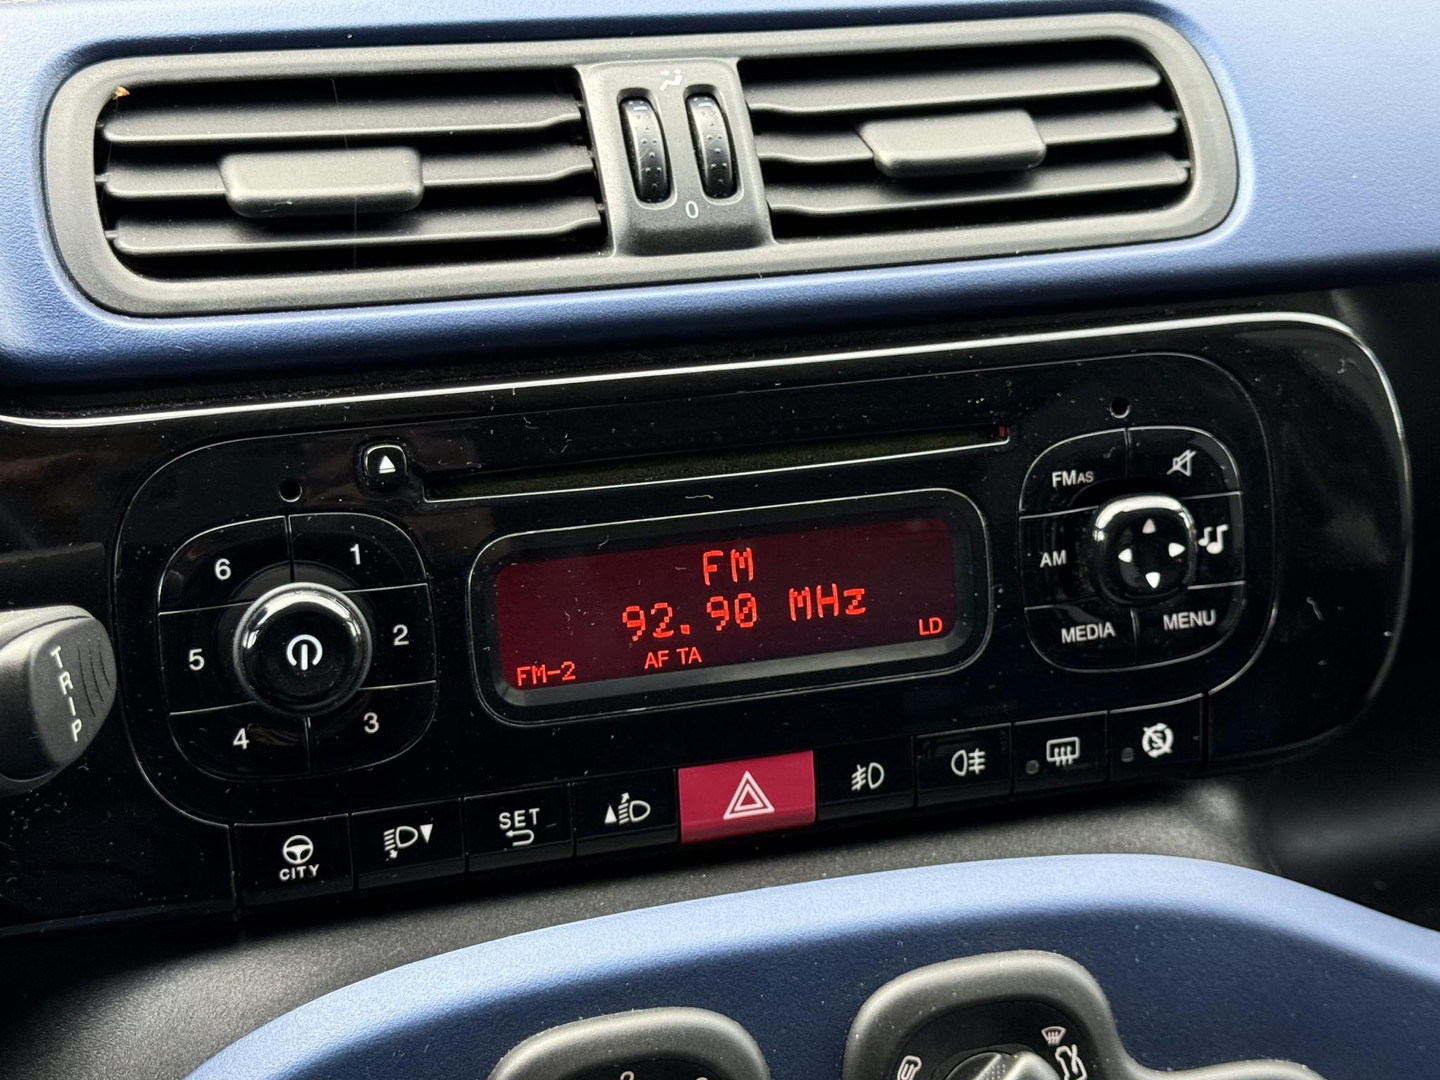 0
FMAS
6
1
FM
AM
5
2
92.90 MHz
LD
MEDIA
MENU
FM-2
AF TA
TRIP
4
3
CITY
SET